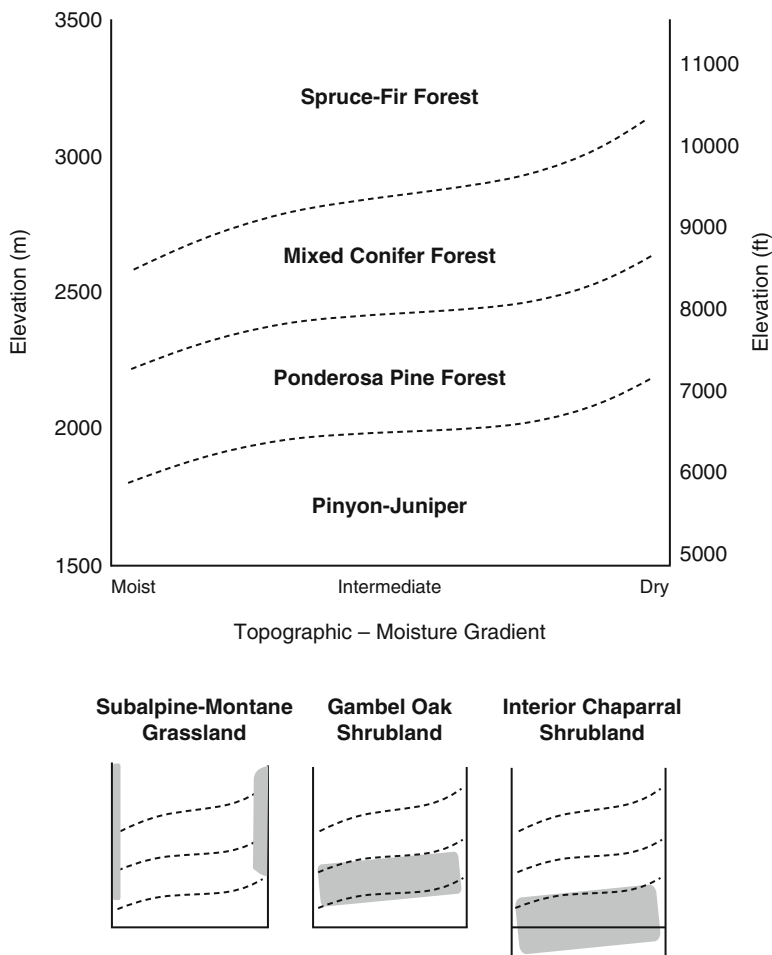 3500
3000
2500
2000
1500
Elevation (m)
11000
10000
9000
8000
7000
6000
5000
Elevation (ft)
Spruce-Fir Forest
Mixed Conifer Forest
Ponderosa Pine Forest
Pinyon-Juniper
Moist Intermediate Dry
Topographic – Moisture Gradient
Subalpine-Montane
Grassland
Gambel Oak
Shrubland
Interior Chaparral
Shrubland